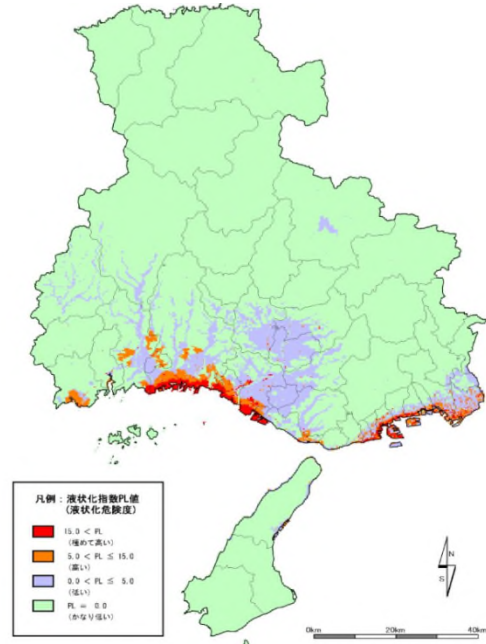 凡例：液状化指数PL値
(液状化危険度)
15.0 < PL
(極めて高い)
5.0 < PL ≦ 15.0
(高い)
0.0 < PL ≦ 5.0
(低い)
PL = 0.0
(かなり低い)
N
S
0km 20km 40km